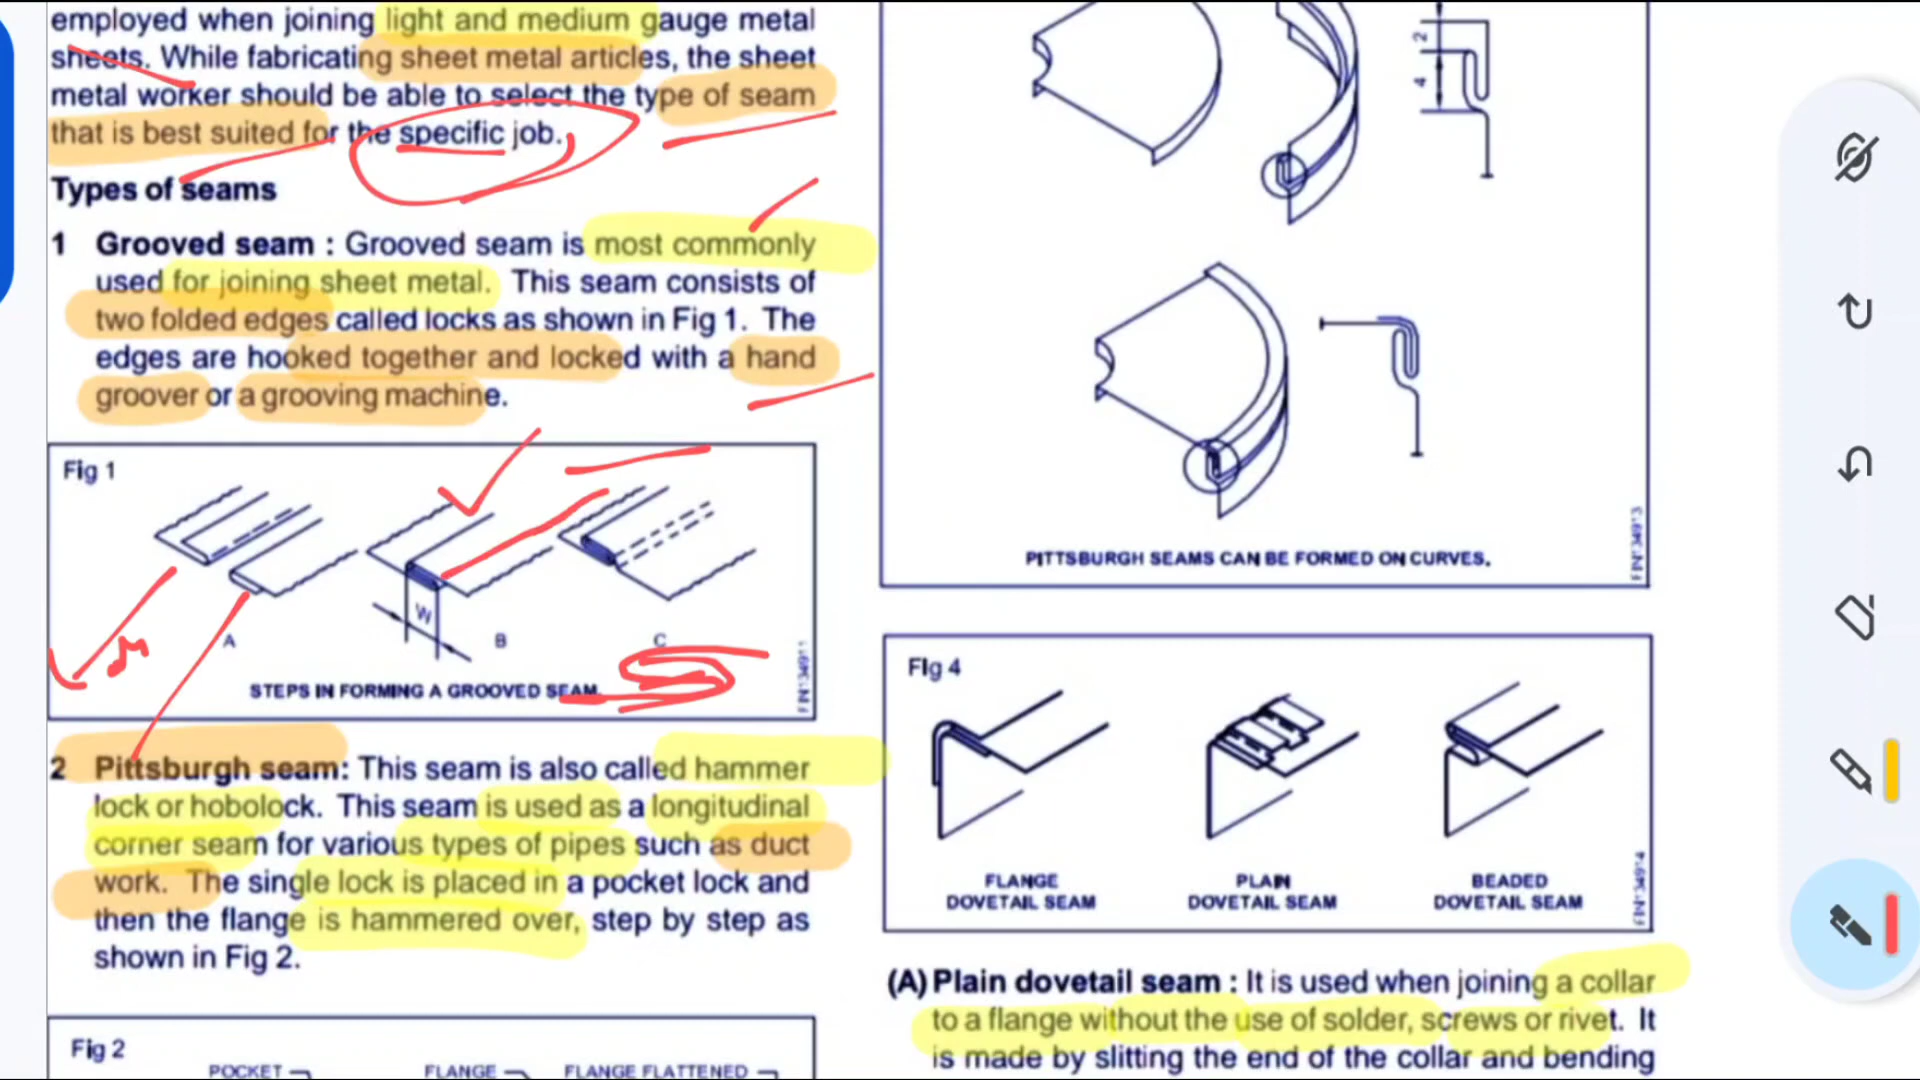 employed when joining light and medium gauge metal
sheets. While fabricating sheet metal articles, the sheet
metal worker should be able to select the type of seam
that is best suited for the specific job.
Types of seams
1 Grooved seam : Grooved seam is most commonly
used for joining sheet metal. This seam consists of
two folded edges called locks as shown in Fig 1. The
edges are hooked together and locked with a hand
groover or a grooving machine.
Fig 1
W
A
B
C
STEPS IN FORMING A GROOVED SEAM
FIN134911
2 Pittsburgh seam: This seam is also called hammer
lock or hobolock. This seam is used as a longitudinal
corner seam for various types of pipes such as duct
work. The single lock is placed in a pocket lock and
then the flange is hammered over, step by step as
shown in Fig 2.
Fig 2
POCKET
FLANGE
FLANGE FLATTENED
2
4
PITTSBURGH SEAMS CAN BE FORMED ON CURVES.
FIN134913
Fig 4
FLANGE
DOVETAIL SEAM
PLAIN
DOVETAIL SEAM
BEADED
DOVETAIL SEAM
FIN134914
(A) Plain dovetail seam : It is used when joining a collar
to a flange without the use of solder, screws or rivet. It
is made by slitting the end of the collar and bending